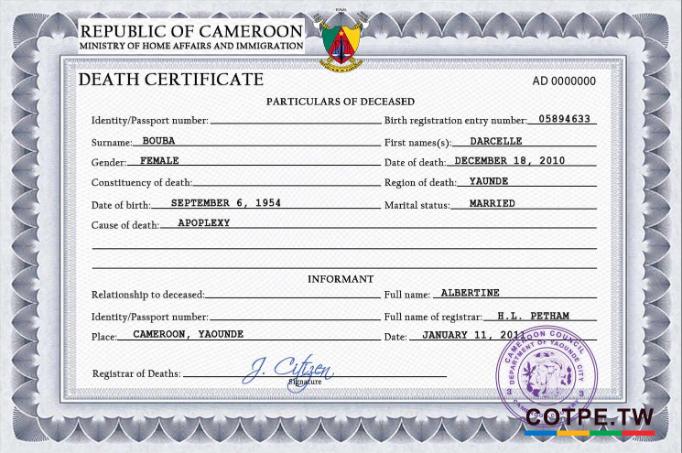 REPUBLIC OF CAMEROON
MINISTRY OF HOME AFFAIRS AND IMMIGRATION
DEATH CERTIFICATE
AD 0000000
PARTICULARS OF DECEASED
Identity/Passport number: Birth registration entry number: 05894633
Surname: BOUBA First names(s): DARCELLE
Gender: FEMALE Date of death: DECEMBER 18, 2010
Constituency of death: Region of death: YAUNDE
Date of birth: SEPTEMBER 6, 1954 Marital status: MARRIED
Cause of death: APOPLEXY
INFORMANT
Relationship to deceased: Full name: ALBERTINE
Identity/Passport number: Full name of registrar: H.L. PETHAM
Place: CAMEROON, YAOUNDE Date: JANUARY 11, 2011
Registrar of Deaths: J. Citizen
Signature
CAMEROON COUNCIL
DEPARTMENT OF YAOUNDE CITY
COTPE.TW